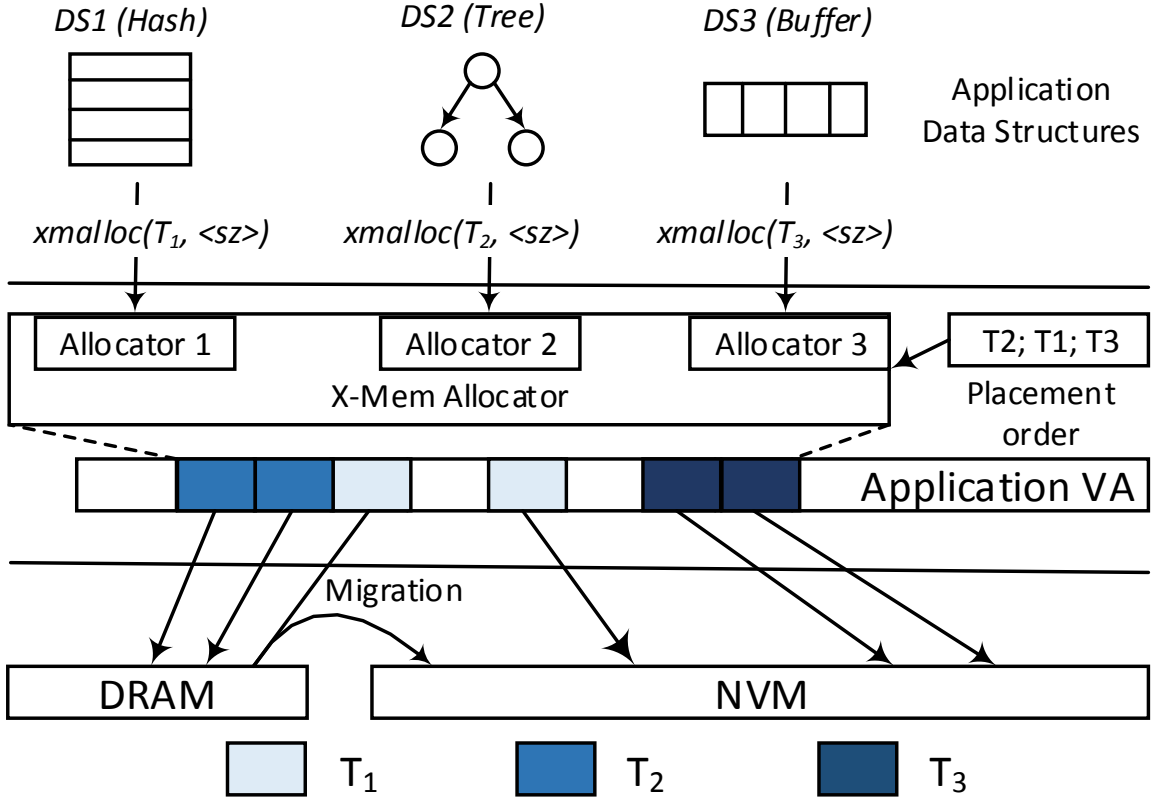 DS1 (Hash)
DS2 (Tree)
DS3 (Buffer)
Application
Data Structures
xmalloc(T₁, <sz>)
xmalloc(T₂, <sz>)
xmalloc(T₃, <sz>)
Allocator 1
Allocator 2
Allocator 3
T2; T1; T3
X-Mem Allocator
Placement
order
Application VA
Migration
DRAM
NVM
T₁
T₂
T₃